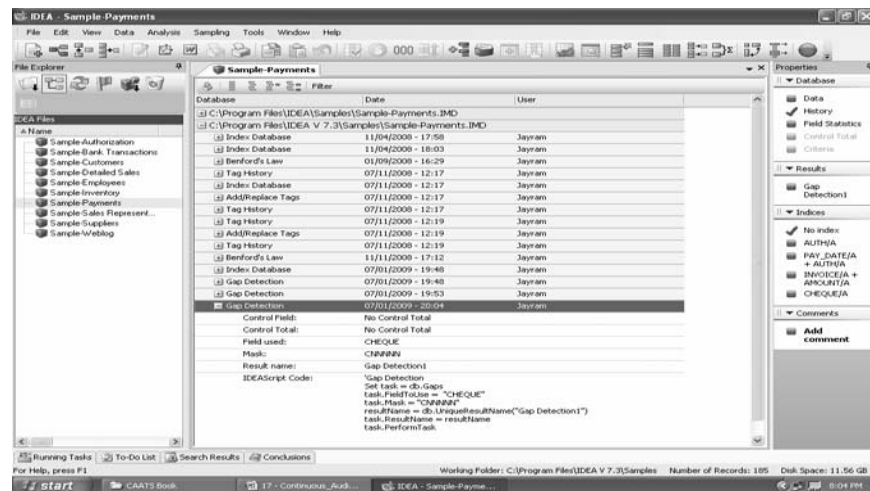 IDEA - Sample-Payments
File Edit View Data Analysis Sampling Tools Window Help
000
File Explorer
IDEA Files
Name
Sample-Authorization
Sample-Bank Transactions
Sample-Customers
Sample-Detailed Sales
Sample-Employees
Sample-Inventory
Sample-Payments
Sample-Sales Represent...
Sample-Suppliers
Sample-Weblog
Sample-Payments
Filter
Database Date User
C:\Program Files\IDEA\Samples\Sample-Payments.IMD
C:\Program Files\IDEA V 7.3\Samples\Sample-Payments.IMD
Index Database 11/04/2008 - 17:58 Jayram
Index Database 11/04/2008 - 18:03 Jayram
Benford's Law 01/09/2008 - 16:29 Jayram
Tag History 07/11/2008 - 12:17 Jayram
Index Database 07/11/2008 - 12:17 Jayram
Add/Replace Tags 07/11/2008 - 12:17 Jayram
Tag History 07/11/2008 - 12:17 Jayram
Tag History 07/11/2008 - 12:17 Jayram
Add/Replace Tags 07/11/2008 - 12:19 Jayram
Tag History 07/11/2008 - 12:19 Jayram
Benford's Law 11/11/2008 - 17:12 Jayram
Index Database 07/01/2009 - 19:48 Jayram
Gap Detection 07/01/2009 - 19:48 Jayram
Gap Detection 07/01/2009 - 19:53 Jayram
Gap Detection 07/01/2009 - 20:04 Jayram
Control Field: No Control Total
Control Total: No Control Total
Field used: CHEQUE
Mask: CNNNNN
Result name: Gap Detection1
IDEAScript Code: 'Gap Detection
Set task = db.Gaps
task.FieldToUse = "CHEQUE"
task.Mask = "CNNNNN"
resultName = db.UniqueResultName("Gap Detection1")
task.ResultName = resultName
task.PerformTask
Properties
Database
Data
History
Field Statistics
Control Total
Criteria
Results
Gap
Detection1
Indices
No index
AUTH/A
PAY_DATE/A
+ AUTH/A
INVOICE/A +
AMOUNT/A
CHEQUE/A
Comments
Add
comment
Running Tasks To-Do List Search Results Conclusions
For Help, press F1 Working Folder: C:\Program Files\IDEA V 7.3\Samples Number of Records: 185 Disk Space: 11.56 GB
start CAATS Book 17 - Continuous_Audi... IDEA - Sample-Payme... 8:04 PM